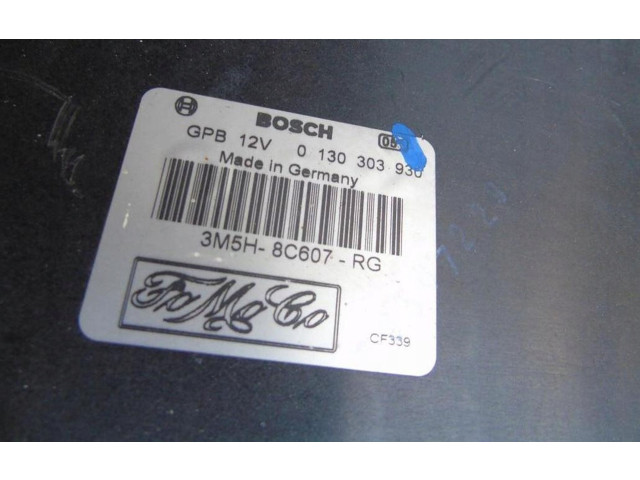 BOSCH
GPB 12V 0 130 303 930
Made in Germany
3M5H-8C607-RG
FoMoCo
CF339